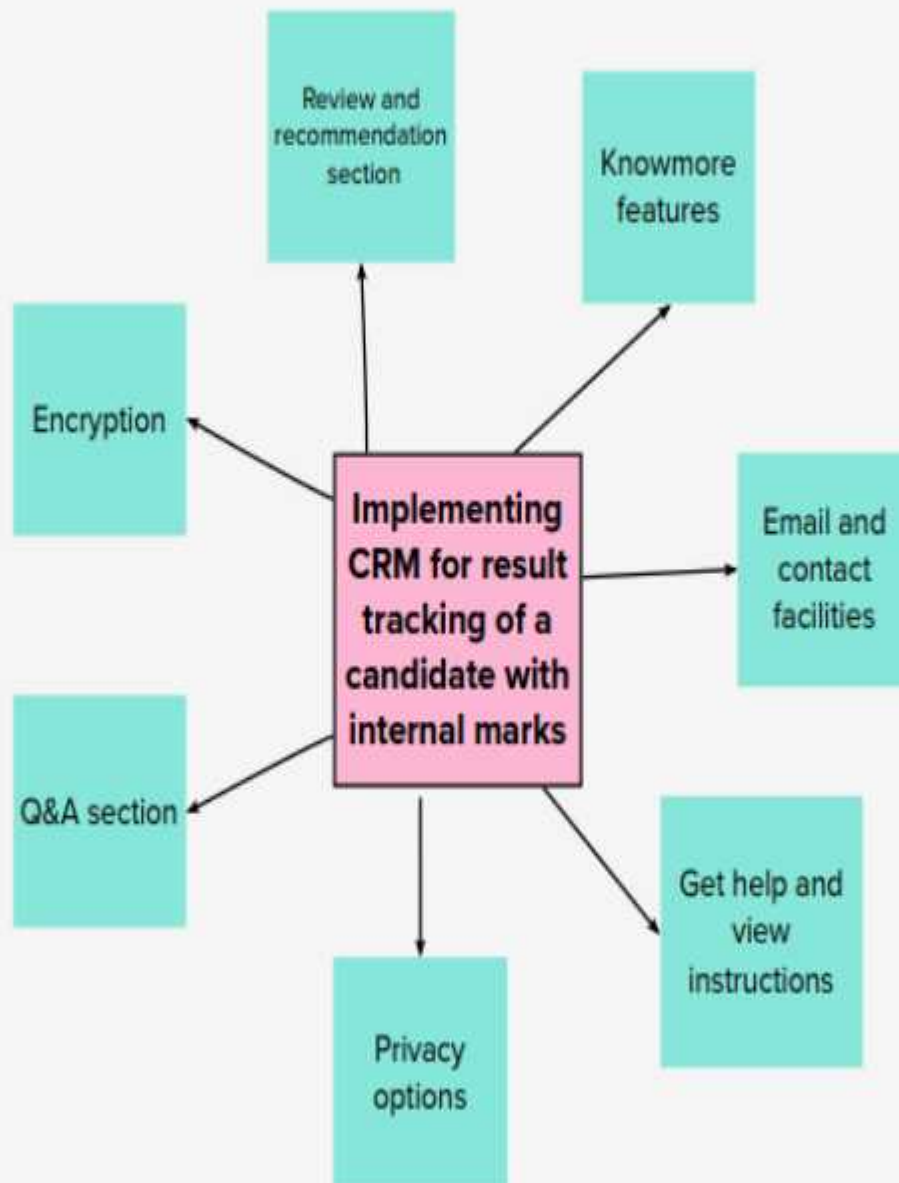 Review and
recommendation
section
Knowmore
features
Encryption
Implementing
CRM for result
tracking of a
candidate with
internal marks
Email and
contact
facilities
Q&A section
Get help and
view
instructions
Privacy
options